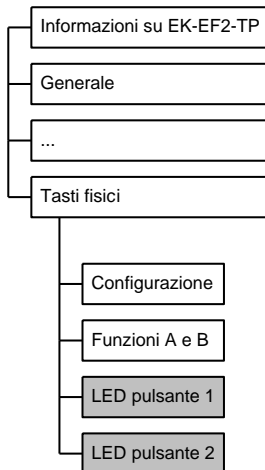 Informazioni su EK-EF2-TP
Generale
...
Tasti fisici
Configurazione
Funzioni A e B
LED pulsante 1
LED pulsante 2